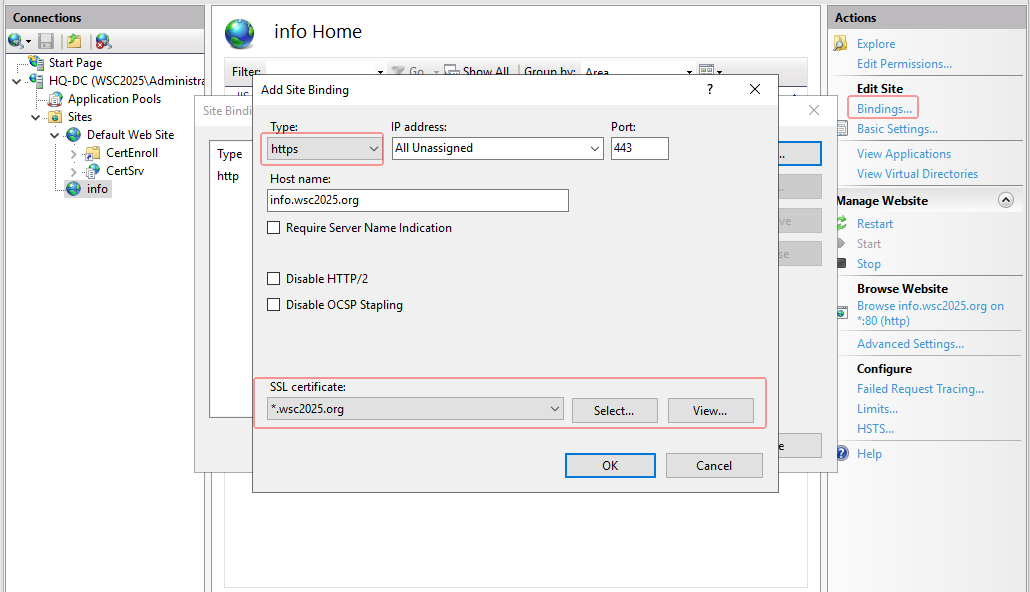 Connections
Start Page
HQ-DC (WSC2025\Administra
Application Pools
Sites
Default Web Site
CertEnroll
CertSrv
info
info Home
Filter:
Go
Show All
Group by:
Area
Site Bindi
Type
http
Add Site Binding
?
Type:
IP address:
Port:
https
All Unassigned
443
Host name:
info.wsc2025.org
Require Server Name Indication
Disable HTTP/2
Disable OCSP Stapling
SSL certificate:
*.wsc2025.org
Select...
View...
OK
Cancel
Actions
Explore
Edit Permissions...
Edit Site
Bindings...
Basic Settings...
View Applications
View Virtual Directories
Manage Website
Restart
Start
Stop
Browse Website
Browse info.wsc2025.org on
*:80 (http)
Advanced Settings...
Configure
Failed Request Tracing...
Limits...
HSTS...
Help